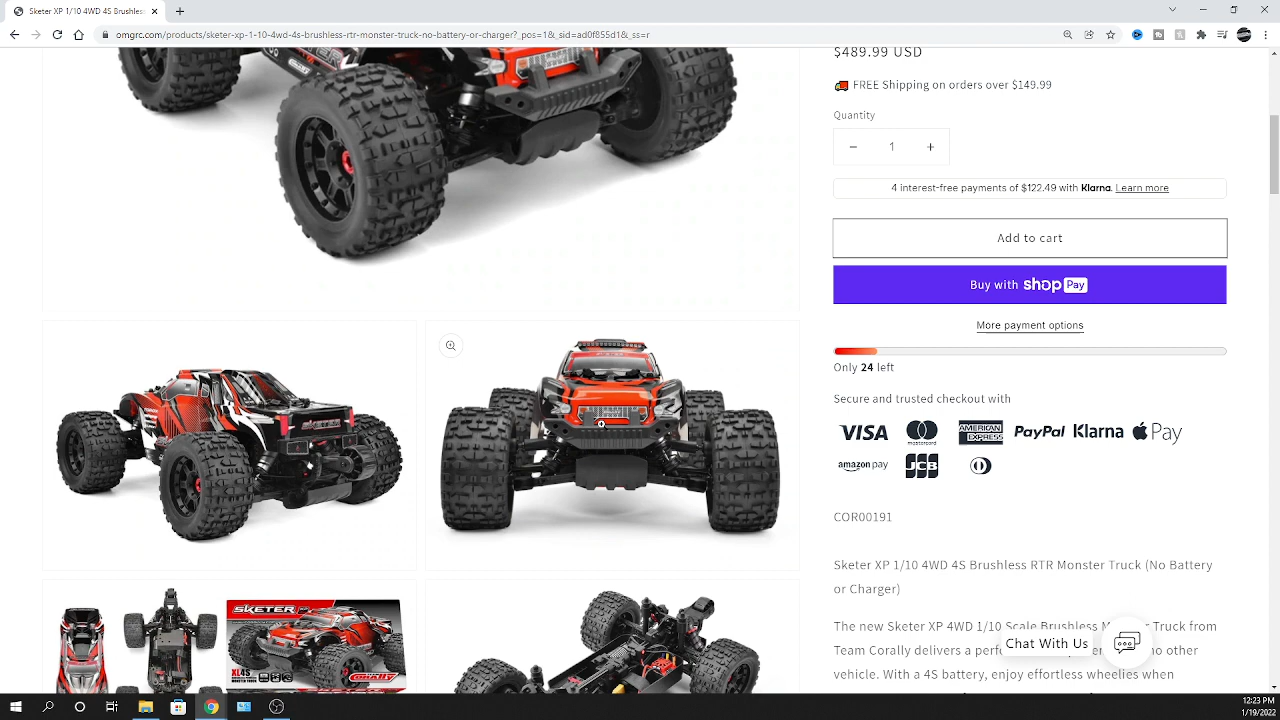 Sketer XP 1/10 4WD 4S Brushless
omgrc.com/products/sketer-xp-1-10-4wd-4s-brushless-rtr-monster-truck-no-battery-or-charger?_pos=1&_sid=ad0f855d1&_ss=r
$489.99 USD
FREE Shipping on orders over $149.99
Quantity
− 1 +
4 interest-free payments of $122.49 with Klarna. Learn more
Add to cart
Buy with shop Pay
More payment options
Only 24 left
Secure and trusted checkout with
VISA AMERICAN EXPRESS PayPal Klarna Pay
amazon pay JCB
COR00191
Sketer XP 1/10 4WD 4S Brushless RTR Monster Truck (No Battery
or Charger)
The new Sketer XP 4WD 1/10 Scale Brushless Truck from
Team Corally delivers a no other
vehicle. With a 4S battery, enjoy effortless wheelies when
Chat With Us
SKETER
SKETER
XL4S
CORALLY
12:23 PM
1/19/2022